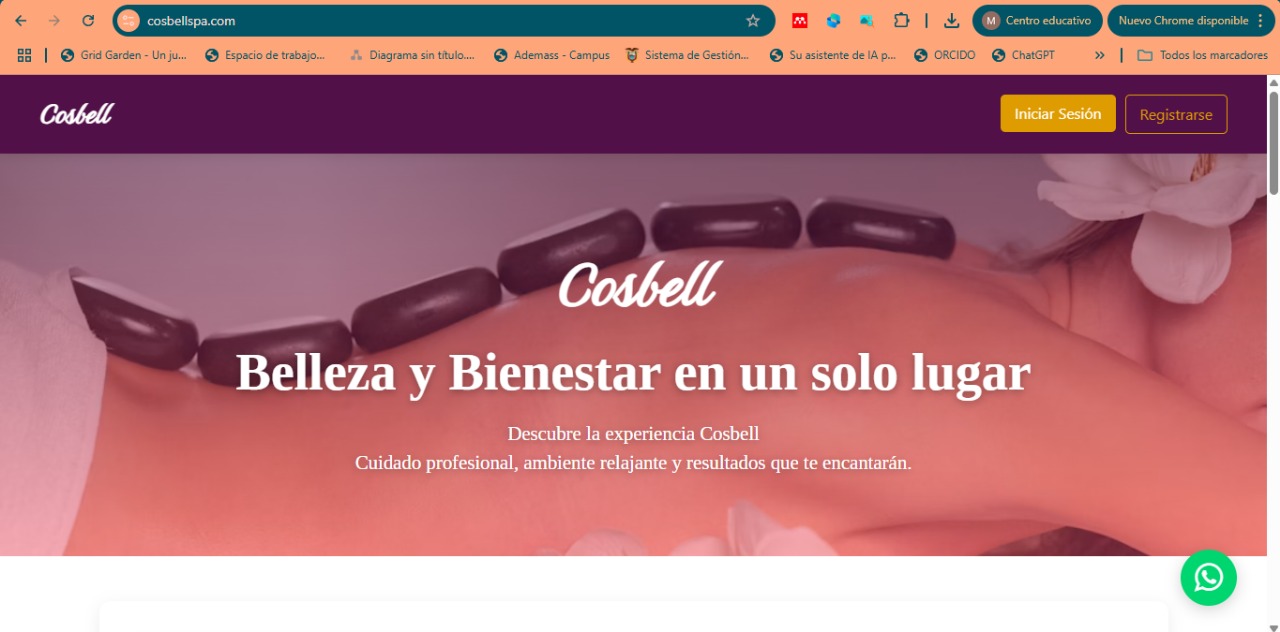 cosbellspa.com
M Centro educativo
Nuevo Chrome disponible
Grid Garden - Un ju...
Espacio de trabajo...
Diagrama sin título....
Ademass - Campus
Sistema de Gestión...
Su asistente de IA p...
ORCIDO
ChatGPT
»
Todos los marcadores
Cosbell
Iniciar Sesión
Registrarse
Cosbell
Belleza y Bienestar en un solo lugar
Descubre la experiencia Cosbell
Cuidado profesional, ambiente relajante y resultados que te encantarán.